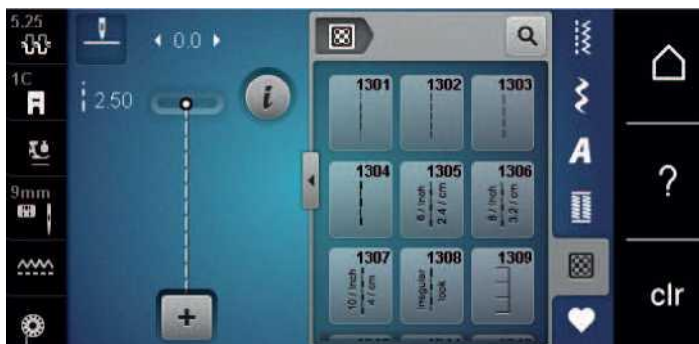 5.25
0.0
1C
2.50
9mm
1301
1302
1303
1304
1305
6 / inch
2.4 / cm
1306
8 / inch
3.2 / cm
1307
10 / inch
4 / cm
1308
irregular
look
1309
i
A
?
clr
+